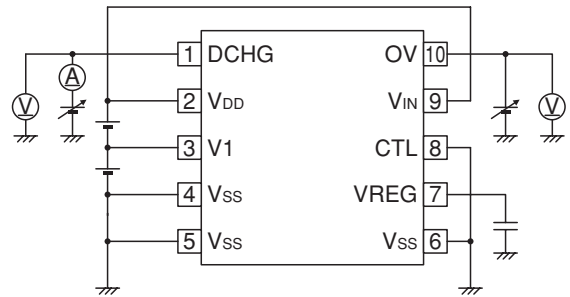 1 DCHG
2 VDD
3 V1
4 VSS
5 VSS
OV 10
VIN 9
CTL 8
VREG 7
VSS 6
A
V
V